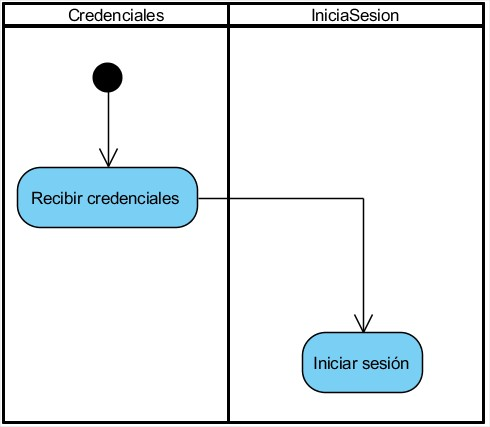 Credenciales
IniciaSesion
Recibir credenciales
Iniciar sesión